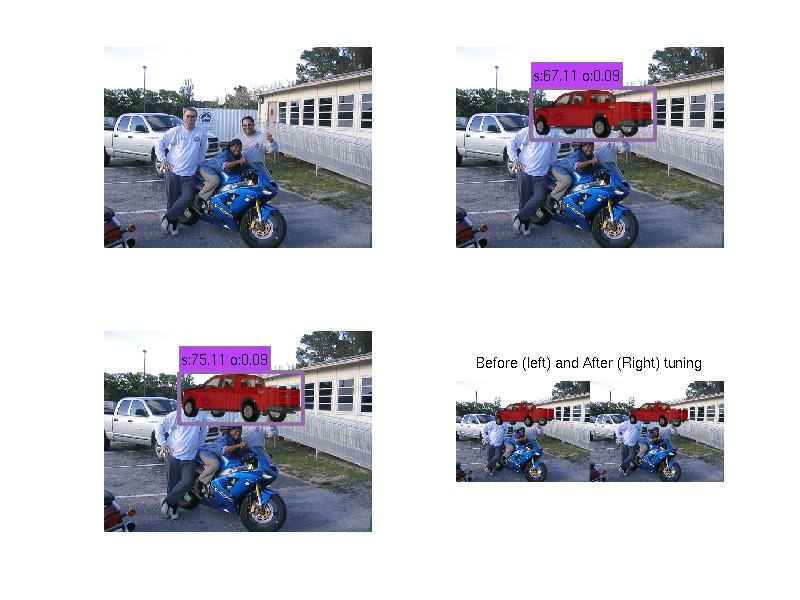 s:67.11 o:0.09
s:75.11 o:0.09
Before (left) and After (Right) tuning